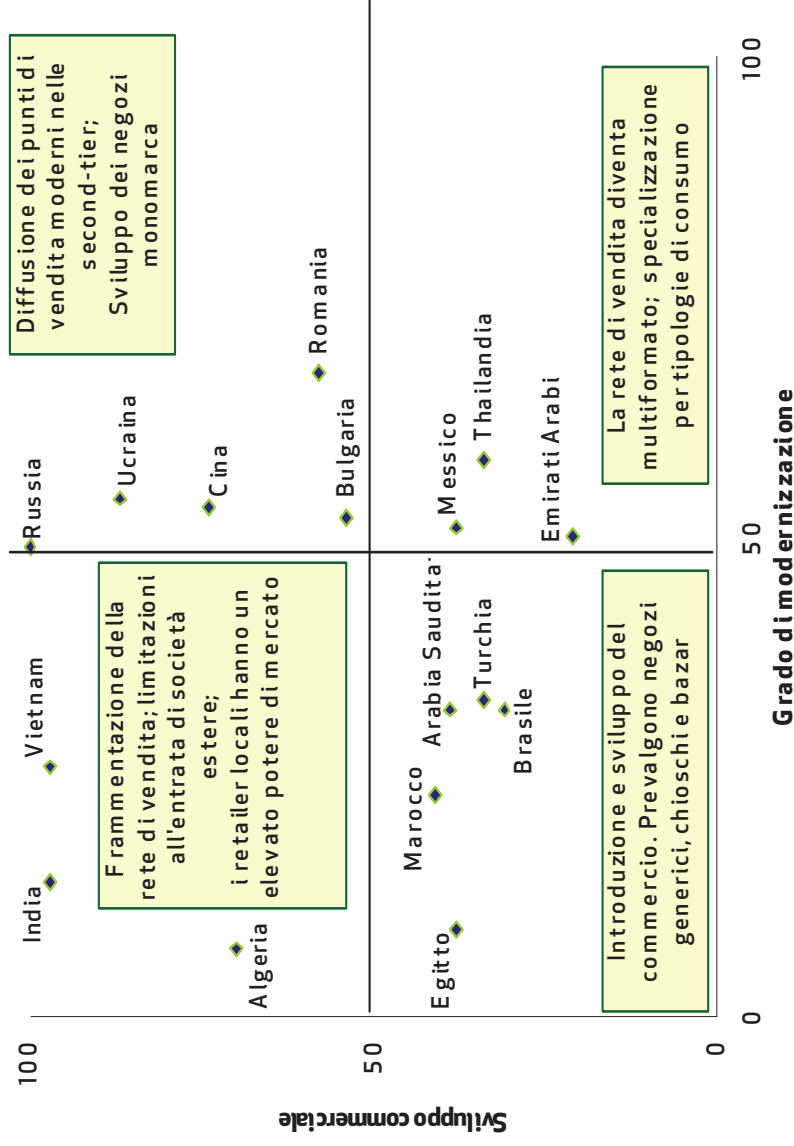 Sviluppo commerciale
100
50
0
India
Vietnam
Russia
Ucraina
Cina
Romania
Bulgaria
Algeria
Diffusione dei punti di
vendita moderni nelle
second-tier;
Sviluppo dei negozi
monomarca
Frammentazione della
rete di vendita; limitazioni
all'entrata di società
estere;
i retailer locali hanno un
elevato potere di mercato
Egitto
Marocco
Arabia Saudita
Turchia
Brasile
Messico
Thailandia
Emirati Arabi
Introduzione e sviluppo del
commercio. Prevalgono negozi
generici, chioschi e bazar
La rete di vendita diventa
multiformato; specializzazione
per tipologie di consumo
0
50
100
Grado di modernizzazione